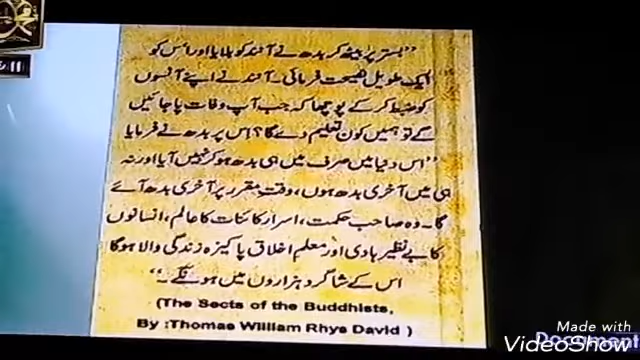 ”بستر پر بیٹھ کر بدھ نے آنند کو بلایا اور اُس کو
ایک طویل نصیحت فرمائی۔ آنند نے اپنے آنسوں
کو ضبط کر کے پوچھا کہ جب آپ وفات پا جائیں
گے تو ہمیں کون تعلیم دے گا؟ اس پر بدھ نے فرمایا
”اس دنیا میں صرف میں ہی بدھ ہو کر نہیں آیا اور نہ
ہی میں آخری بدھ ہوں، وقتِ مقرر پر آخری بدھ آئے
گا۔ وہ صاحب حکمت، اسرار کائنات کا عالم، انسانوں
کا بے نظیر ہادی اور معلم اخلاق پاکیزہ زندگی والا ہوگا
اس کے شاگرد ہزاروں میں ہونگے۔“
(The Sects of the Buddhists,
By :Thomas William Rhys David )
Made with
VideoShow